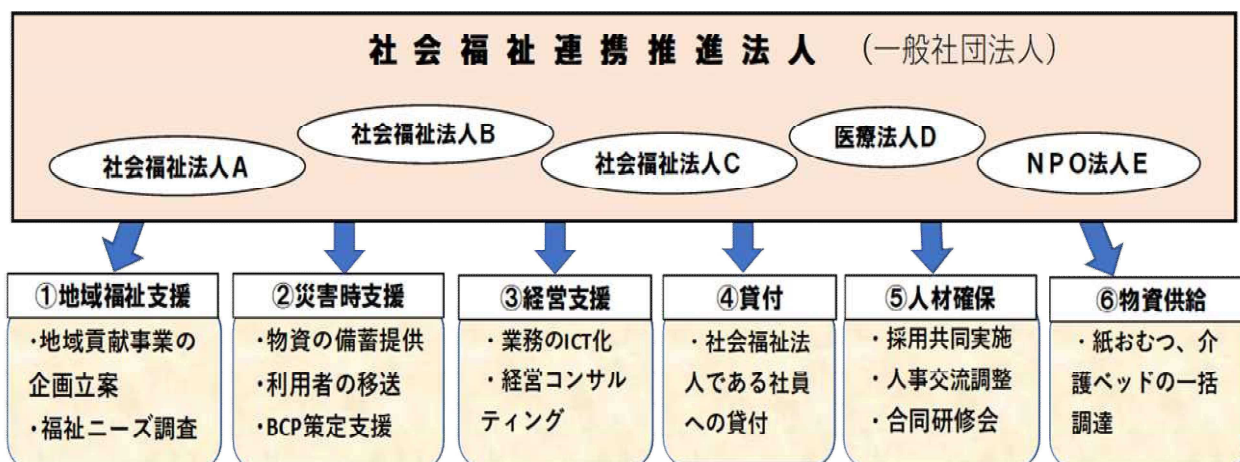 社会福祉連携推進法人 (一般社団法人)
社会福祉法人A
社会福祉法人B
社会福祉法人C
医療法人D
NPO法人E
①地域福祉支援
・地域貢献事業の
企画立案
・福祉ニーズ調査
②災害時支援
・物資の備蓄提供
・利用者の移送
・BCP策定支援
③経営支援
・業務のICT化
・経営コンサル
ティング
④貸付
・社会福祉法
人である社員
への貸付
⑤人材確保
・採用共同実施
・人事交流調整
・合同研修会
⑥物資供給
・紙おむつ、介
護ベッドの一括
調達